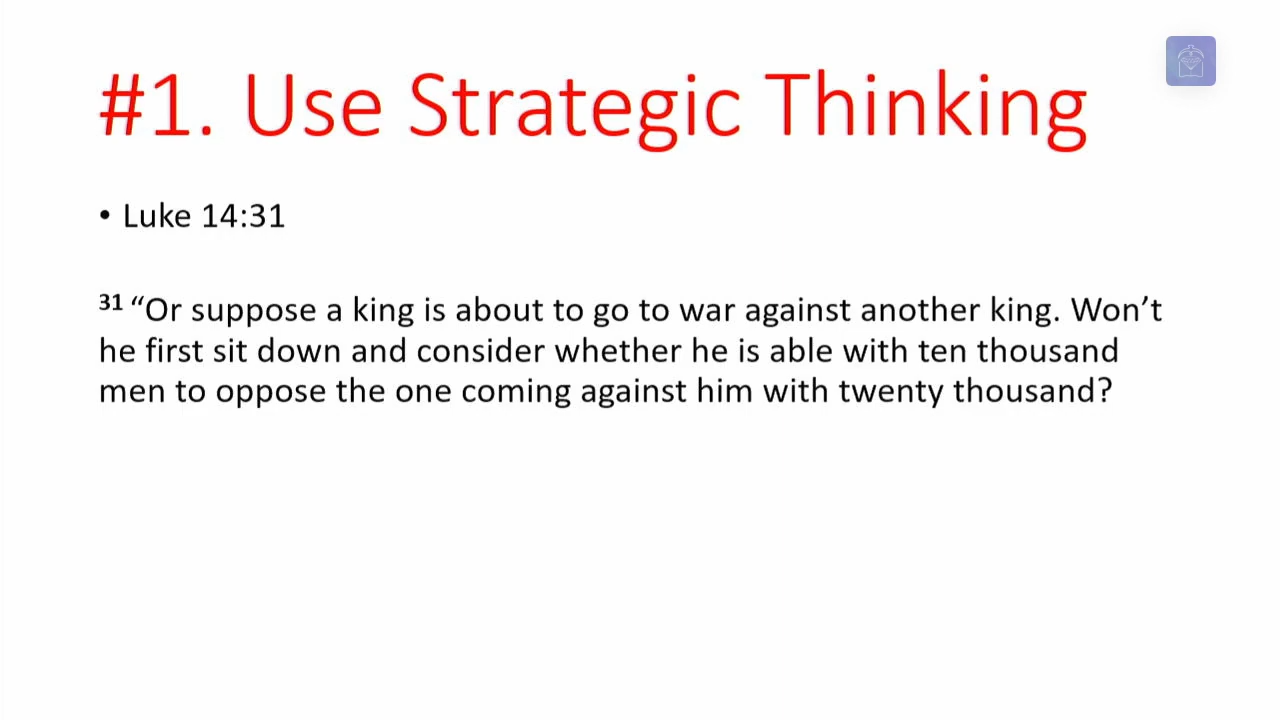 #1. Use Strategic Thinking
• Luke 14:31
31 “Or suppose a king is about to go to war against another king. Won’t
he first sit down and consider whether he is able with ten thousand
men to oppose the one coming against him with twenty thousand?